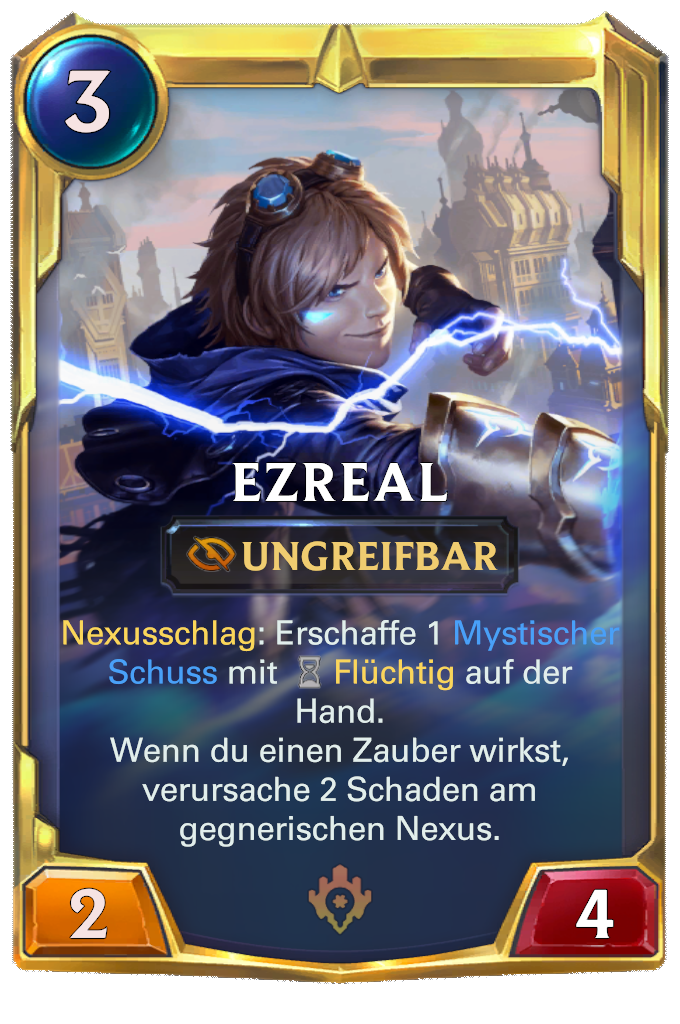 3
EZREAL
UNGREIFBAR
Nexusschlag: Erschaffe 1 Mystischer
Schuss mit Flüchtig auf der
Hand.
Wenn du einen Zauber wirkst,
verursache 2 Schaden am
gegnerischen Nexus.
2
4